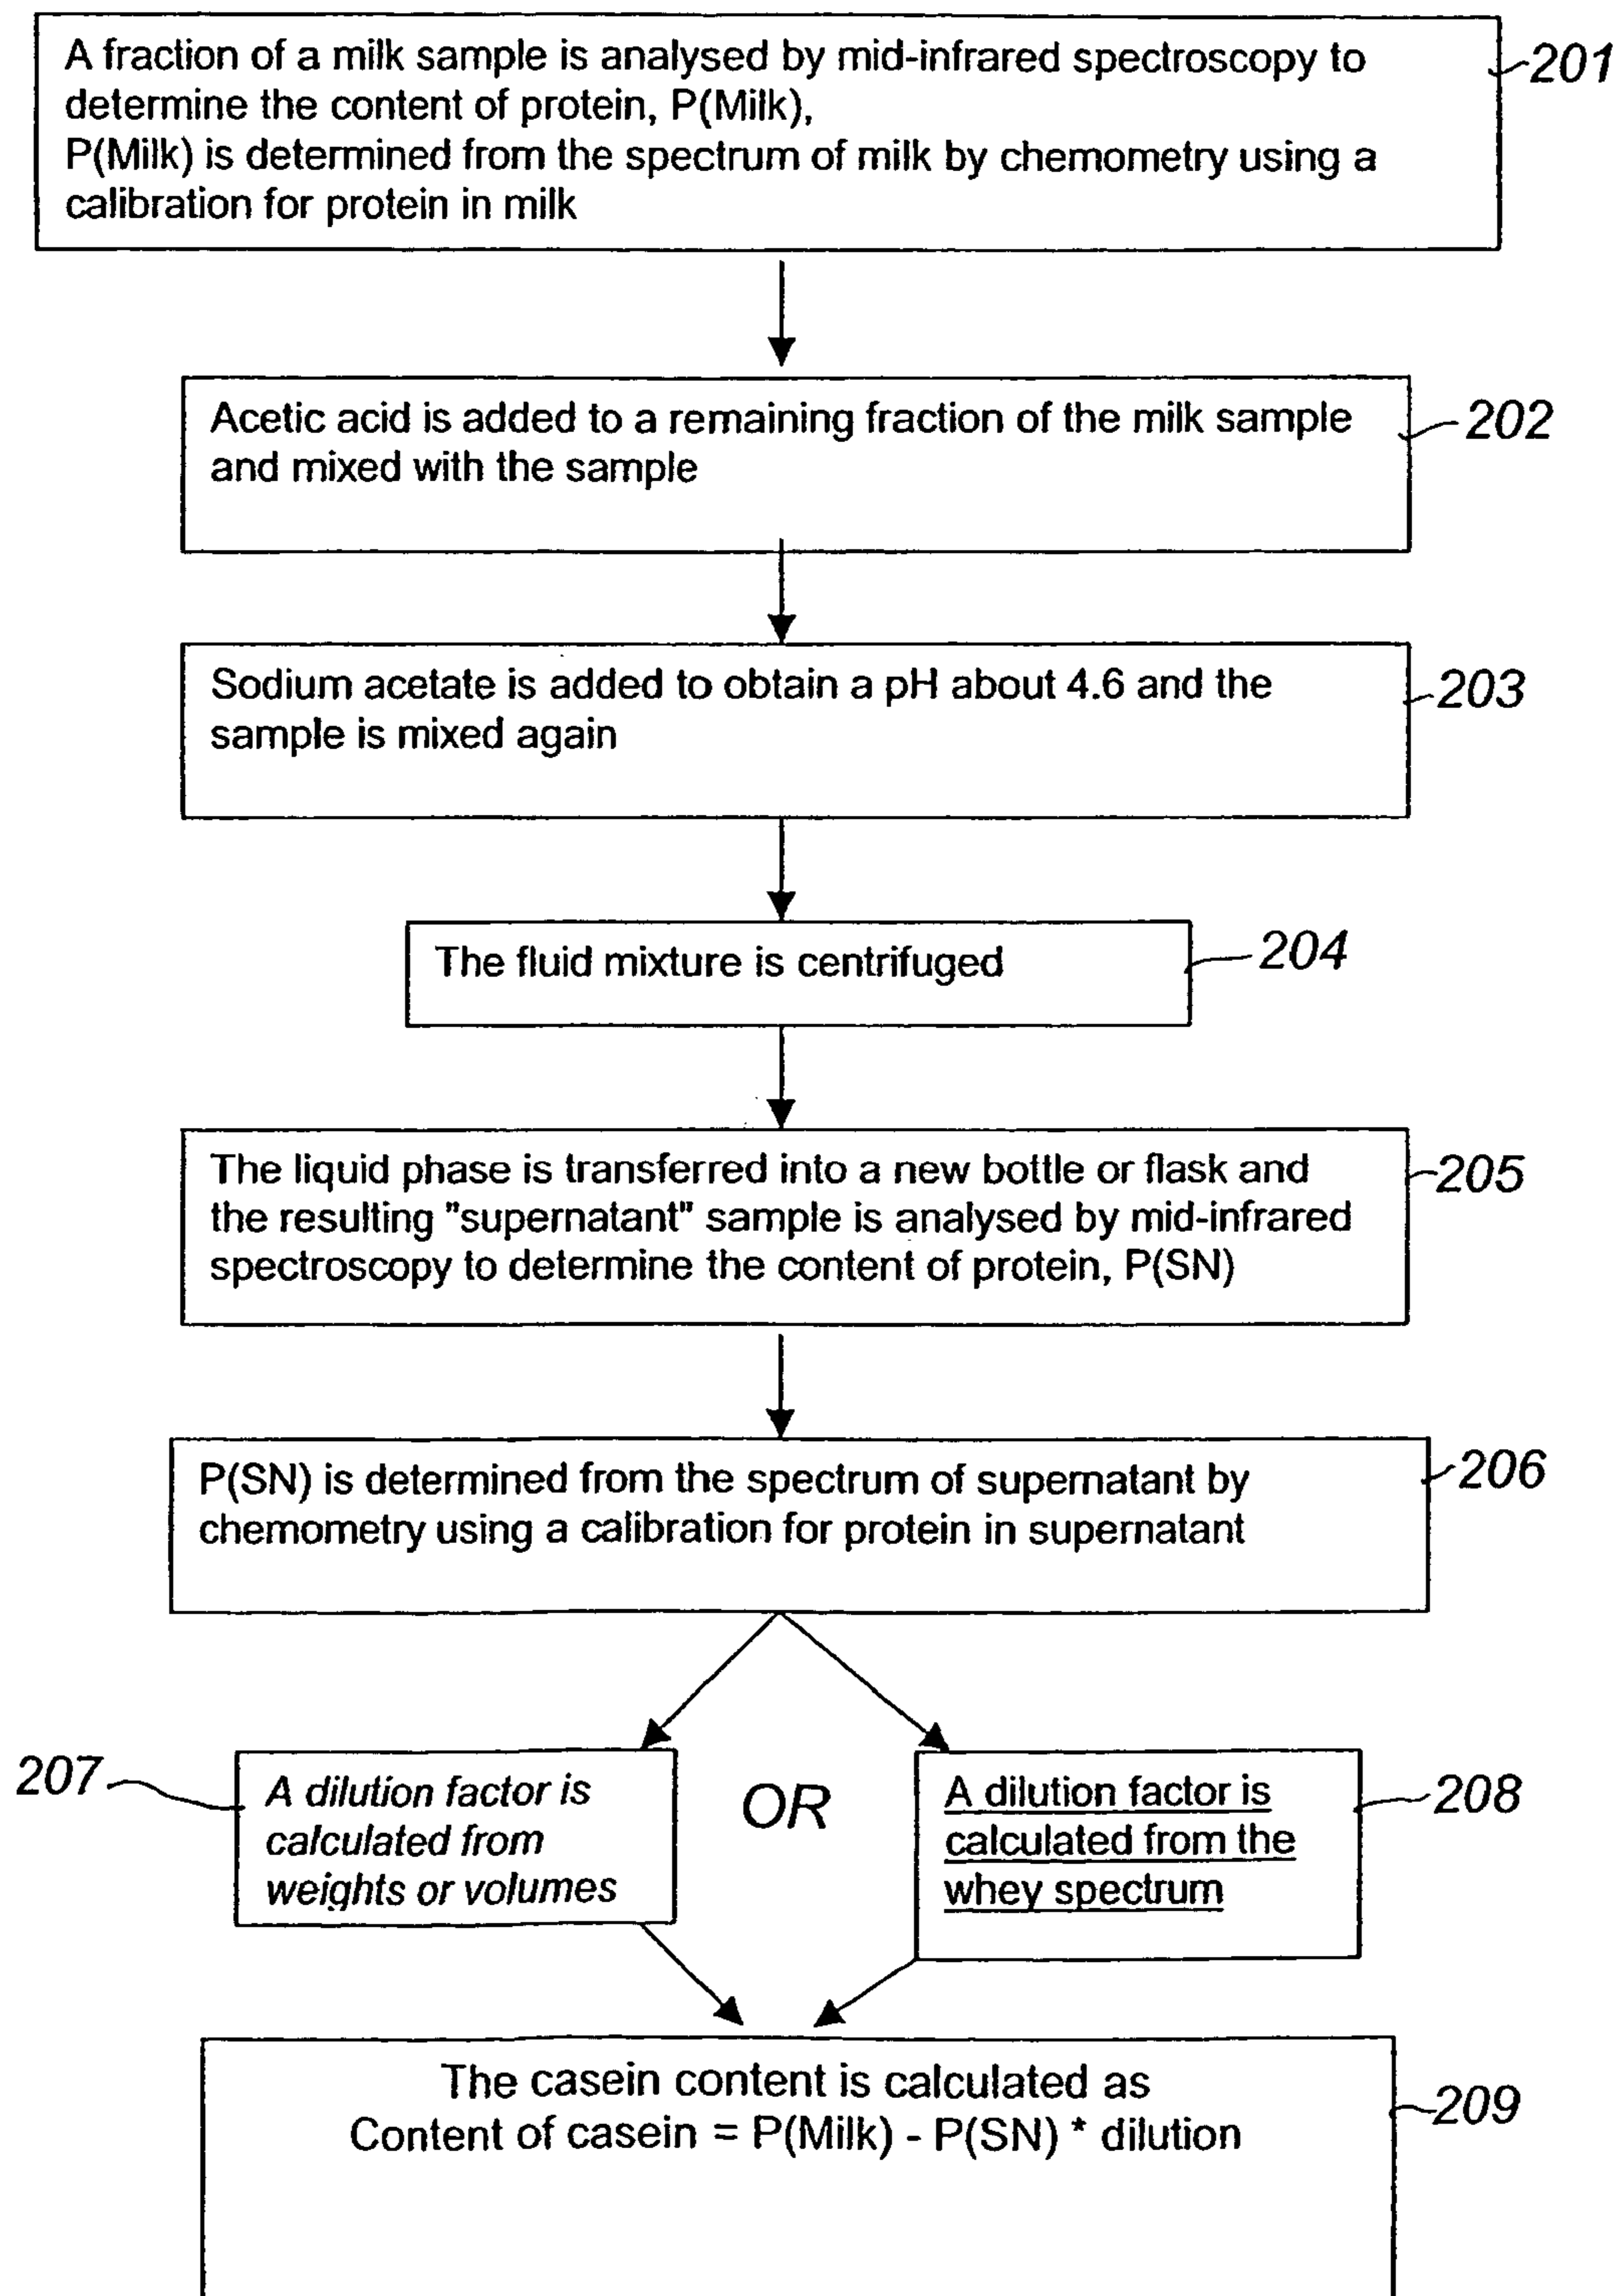 A fraction of a milk sample is analysed by mid-infrared spectroscopy to
determine the content of protein, P(Milk),
P(Milk) is determined from the spectrum of milk by chemometry using a
calibration for protein in milk
201
Acetic acid is added to a remaining fraction of the milk sample
and mixed with the sample
202
Sodium acetate is added to obtain a pH about 4.6 and the
sample is mixed again
203
The fluid mixture is centrifuged
204
The liquid phase is transferred into a new bottle or flask and
the resulting "supernatant" sample is analysed by mid-infrared
spectroscopy to determine the content of protein, P(SN)
205
P(SN) is determined from the spectrum of supernatant by
chemometry using a calibration for protein in supernatant
206
207
A dilution factor is
calculated from
weights or volumes
OR
A dilution factor is
calculated from the
whey spectrum
208
The casein content is calculated as
Content of casein = P(Milk) - P(SN) * dilution
209